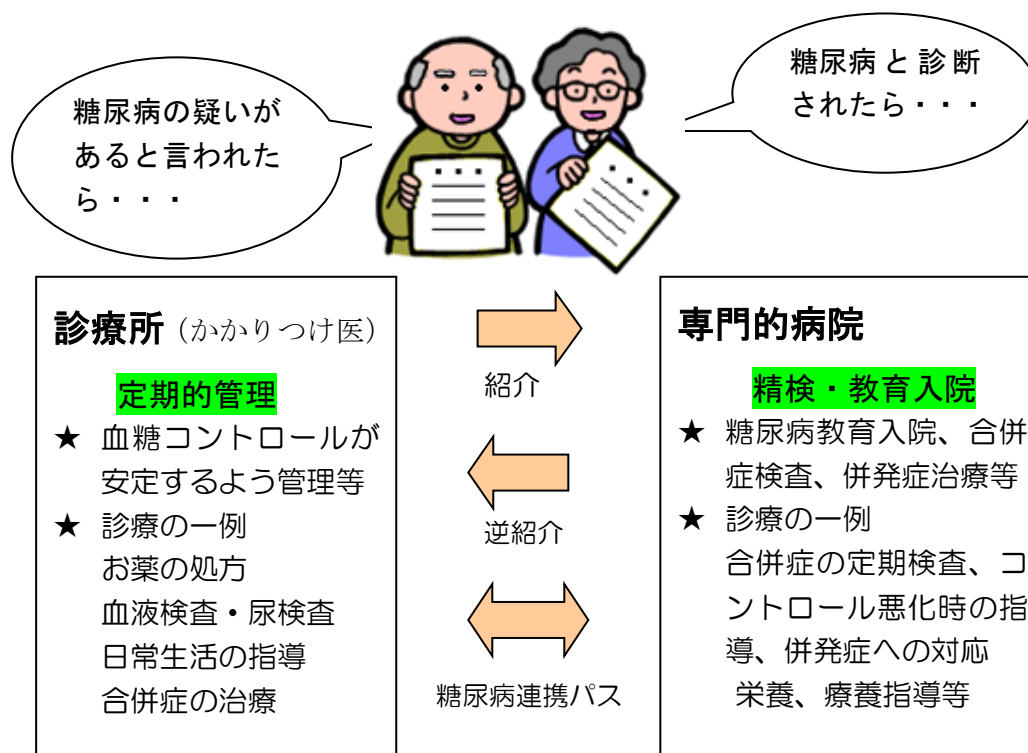 糖尿病の疑いが
あると言われた
ら・・・
糖尿病と診断
されたら・・・
診療所（かかりつけ医）
定期的管理
★ 血糖コントロールが
安定するよう管理等
★ 診療の一例
お薬の処方
血液検査・尿検査
日常生活の指導
合併症の治療
紹介
逆紹介
糖尿病連携パス
専門的病院
精検・教育入院
★ 糖尿病教育入院、合併
症検査、併発症治療等
★ 診療の一例
合併症の定期検査、コ
ントロール悪化時の指
導、併発症への対応
栄養、療養指導等